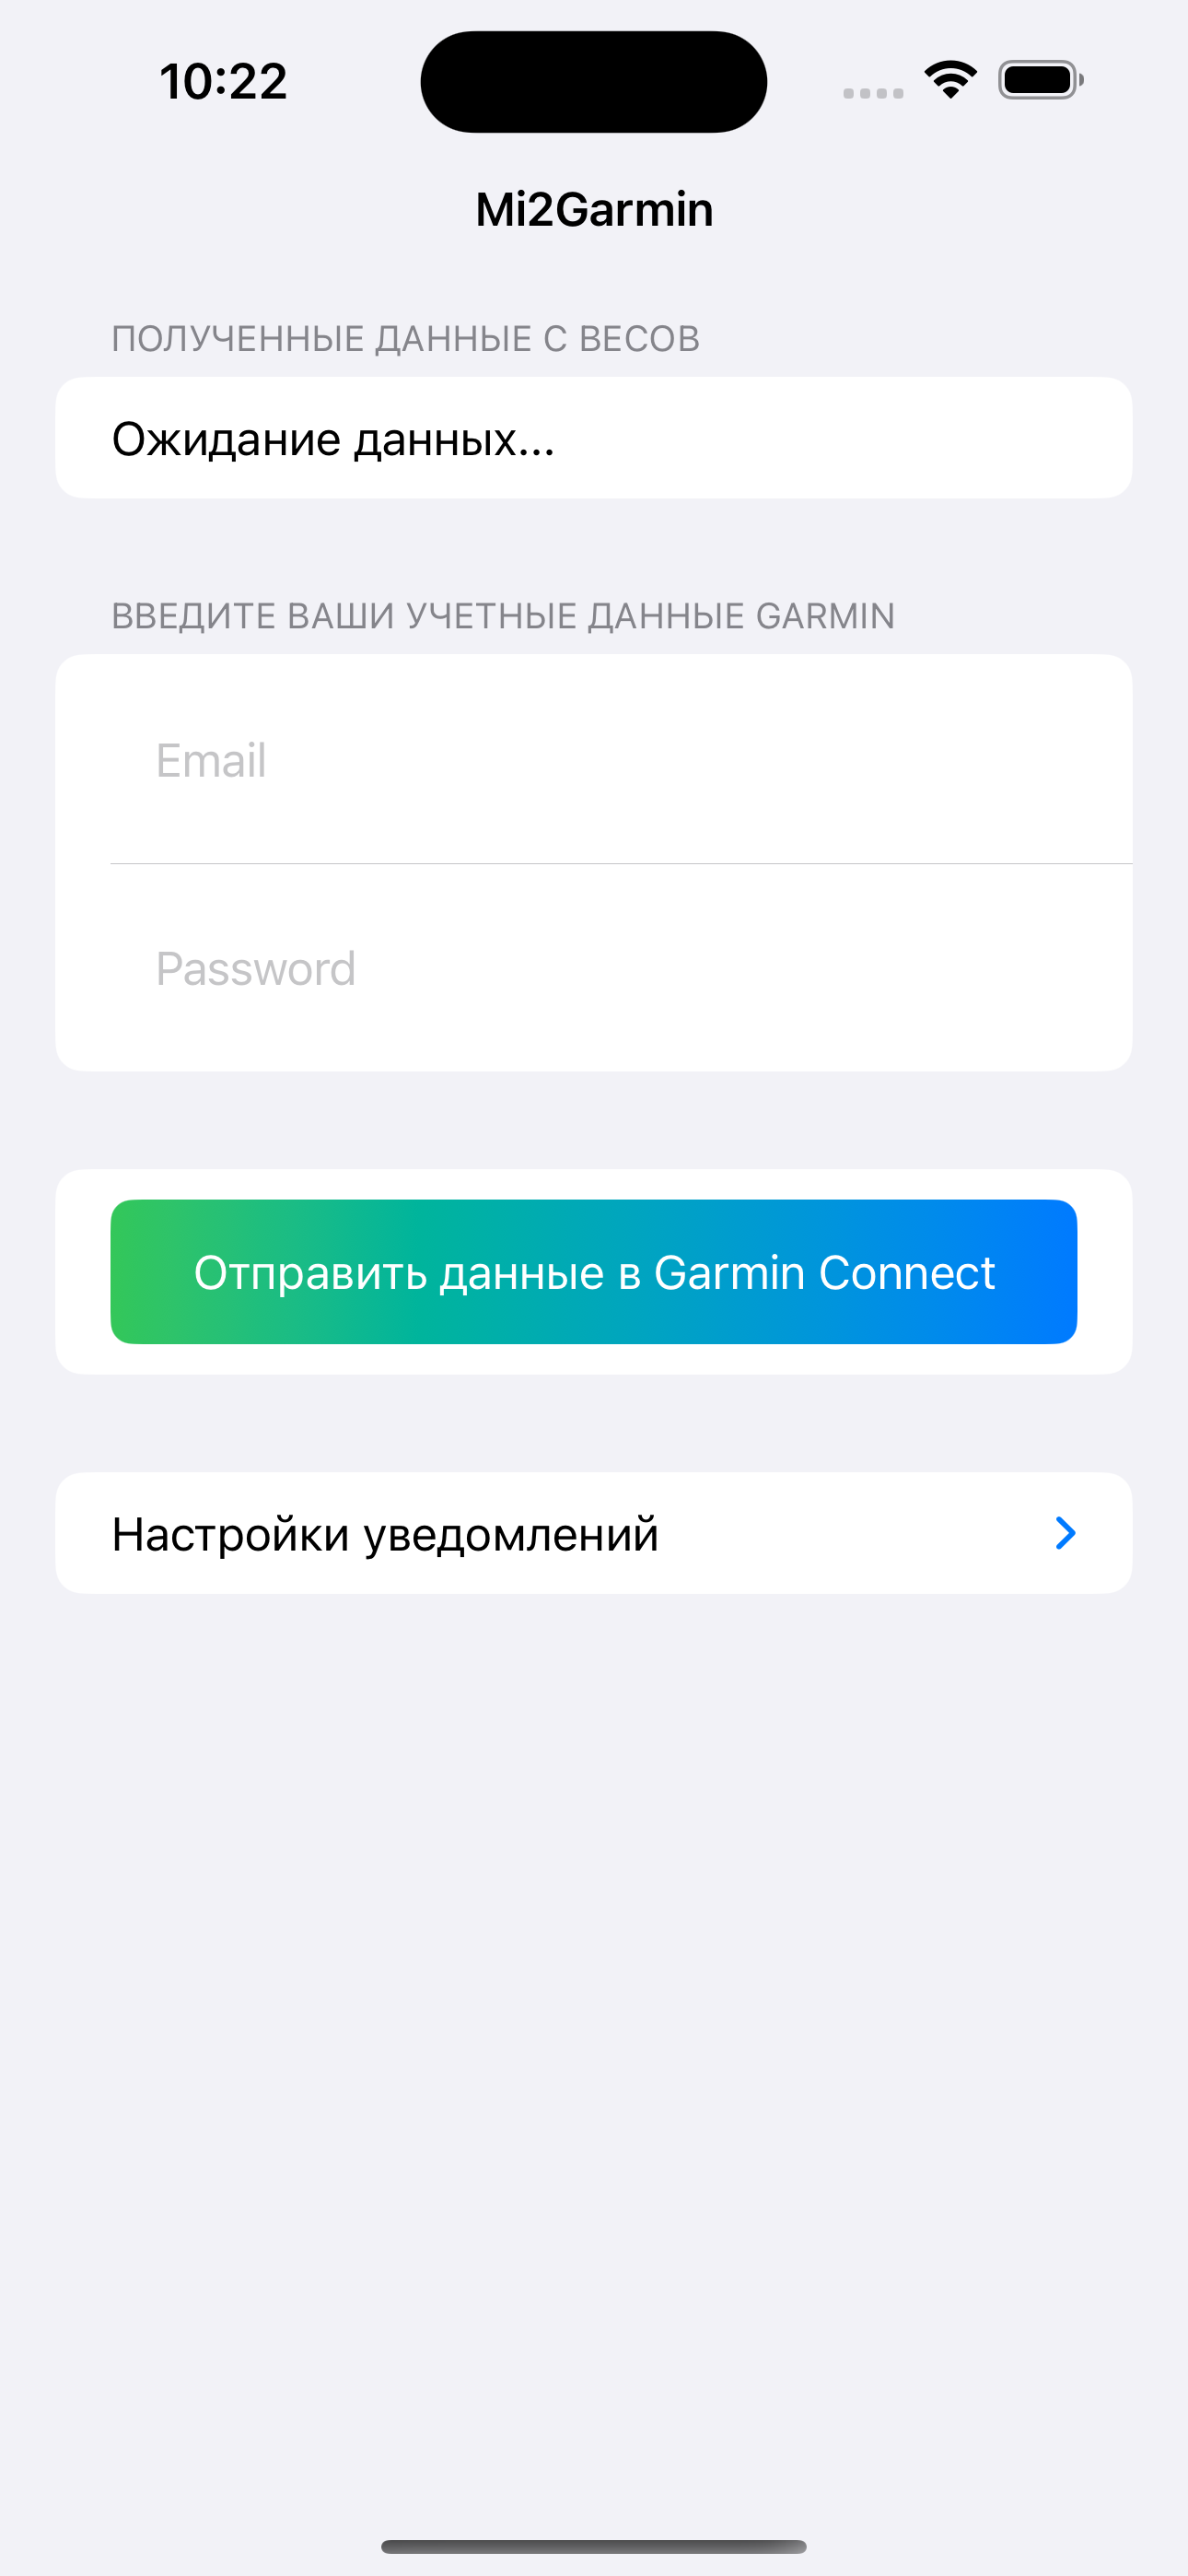 10:22
Mi2Garmin
ПОЛУЧЕННЫЕ ДАННЫЕ С ВЕСОВ
Ожидание данных...
ВВЕДИТЕ ВАШИ УЧЕТНЫЕ ДАННЫЕ GARMIN
Email
Password
Отправить данные в Garmin Connect
Настройки уведомлений